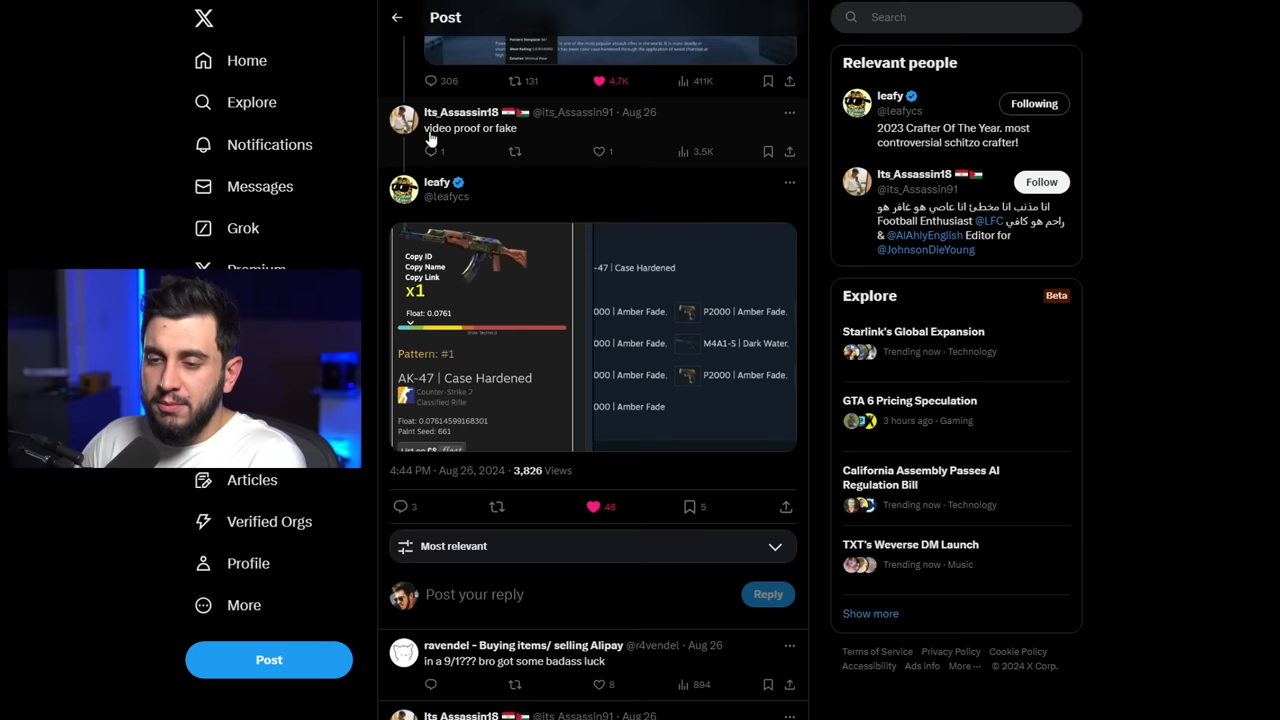 Post
Search
Home
Explore
Notifications
Messages
Grok
Premium
Articles
Verified Orgs
Profile
More
Post
306
131
4.7K
411K
Its_Assassin18 🇪🇬🇵🇸 @its_Assassin91 · Aug 26
video proof or fake
1
1
3.5K
leafy
@leafycs
Copy ID
Copy Name
Copy Link
x1
Float: 0.0761
Pattern: #1
AK-47 | Case Hardened
Counter-Strike 2
Classified Rifle
Float: 0.07614599168301
Paint Seed: 661
-47 | Case Hardened
000 | Amber Fade, P2000 | Amber Fade,
000 | Amber Fade, M4A1-S | Dark Water,
000 | Amber Fade, P2000 | Amber Fade,
000 | Amber Fade
4:44 PM · Aug 26, 2024 · 3,826 Views
3
48
5
Most relevant
Post your reply
Reply
ravendel - Buying items/ selling Alipay @r4vendel · Aug 26
in a 9/1??? bro got some badass luck
8
894
Its_Assassin18 🇪🇬🇵🇸 @its_Assassin91 · Aug 26
Relevant people
leafy
@leafycs
Following
2023 Crafter Of The Year. most
controversial schitzo crafter!
Its_Assassin18 🇪🇬🇵🇸
@its_Assassin91
Follow
انا مذنب انا مخطئ انا عاصي هو غافر هو
راحم هو كافي Football Enthusiast @LFC
& @AlAhlyEnglish Editor for
@JohnsonDieYoung
Explore
Beta
Starlink's Global Expansion
Trending now · Technology
GTA 6 Pricing Speculation
3 hours ago · Gaming
California Assembly Passes AI
Regulation Bill
Trending now · Technology
TXT's Weverse DM Launch
Trending now · Music
Show more
Terms of Service Privacy Policy Cookie Policy
Accessibility Ads info More ··· © 2024 X Corp.